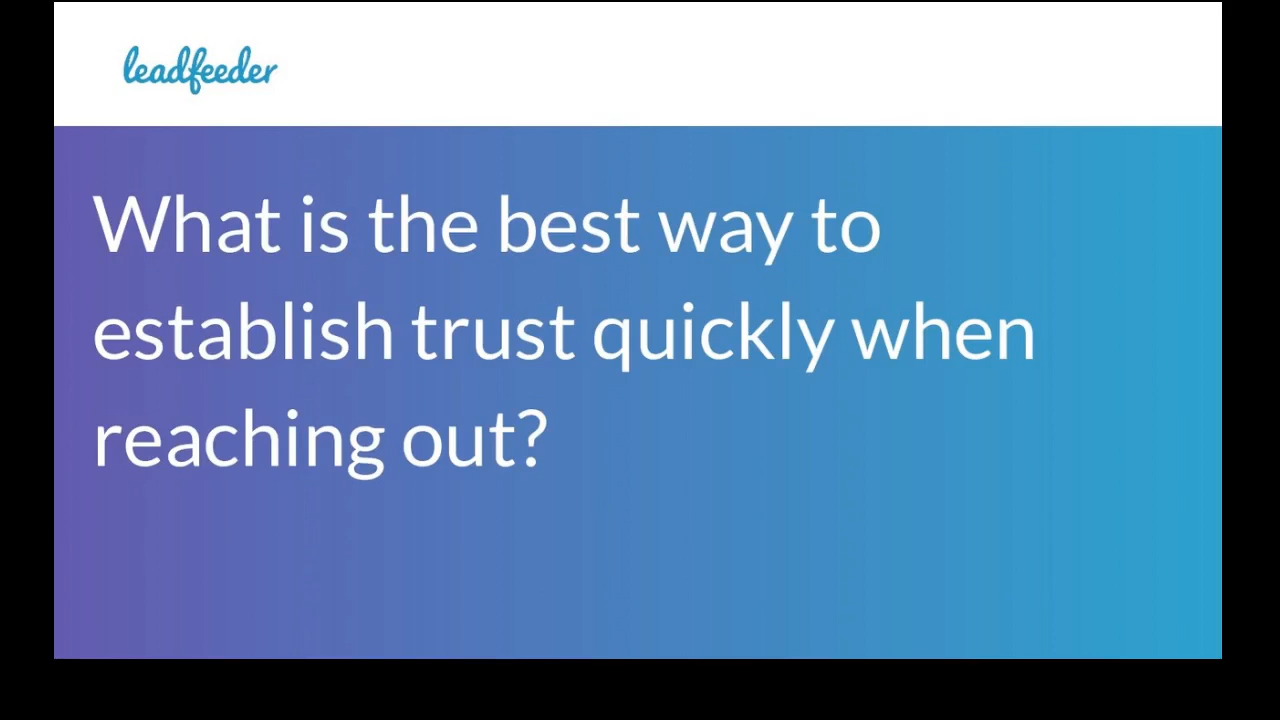 leadfeeder
What is the best way to
establish trust quickly when
reaching out?